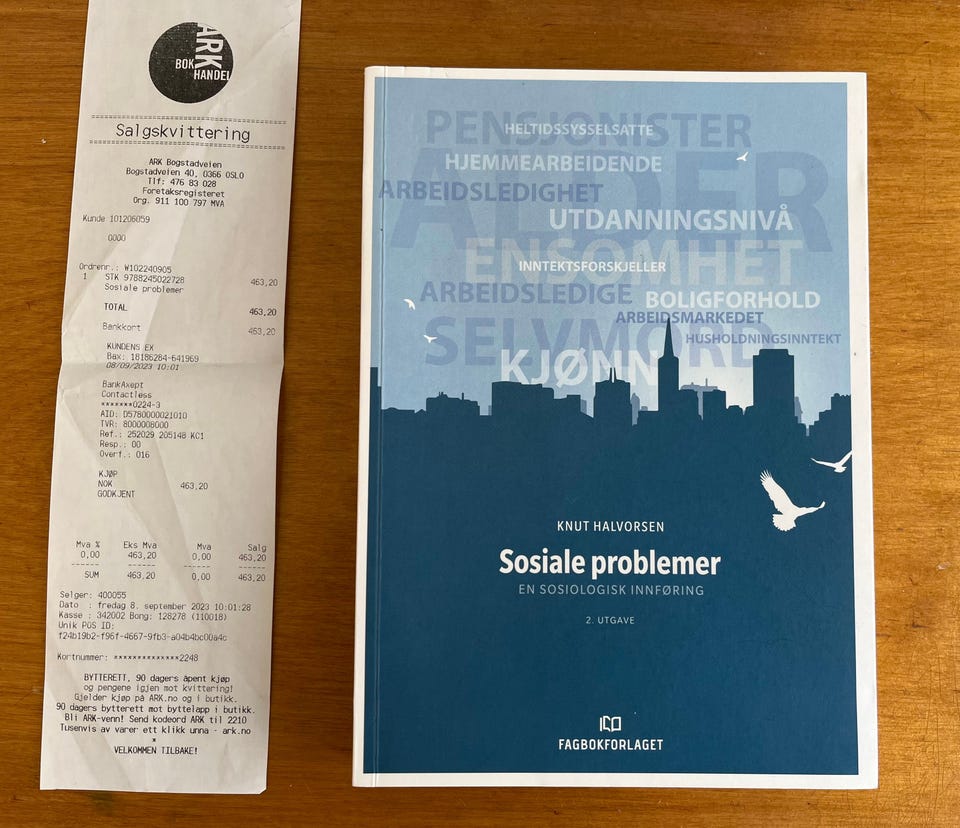 ARK
BOK
HANDEL
Salgskvittering
ARK Bogstadveien
Bogstadveien 40, 0366 OSLO
Tlf: 476 83 028
Foretaksregisteret
Org. 911 100 797 MVA
Kunde 101206059
0000
Ordrenr.: W102240905
1 STK 9788245022728 463,20
Sosiale problemer
TOTAL 463,20
Bankkort 463,20
KUNDENS EX
Bax: 18186284-641969
08/09/2023 10:01
BankAxept
Contactless
*******0224-3
AID: D5780000021010
TVR: 8000008000
Ref.: 252029 205148 KC1
Resp.: 00
Overf.: 016
KJØP
NOK 463,20
GODKJENT
Mva % Eks Mva Mva Salg
0,00 463,20 0,00 463,20
------ ------ ------ ------
SUM 463,20 0,00 463,20
Selger: 400055
Dato : fredag 8. september 2023 10:01:28
Kasse : 342002 Bong: 128278 (110018)
Unik POS ID:
f24b19b2-f96f-4667-9fb3-a04b4bc00a4c
Kortnummer: **************2248
BYTTERETT, 90 dagers åpent kjøp
og pengene igjen mot kvittering!
Gjelder kjøp på ARK.no og i butikk.
90 dagers bytterett mot byttelapp i butikk.
Bli ARK-venn! Send kodeord ARK til 2210
Tusenvis av varer ett klikk unna - ark.no
*
VELKOMMEN TILBAKE!
PENSJONISTER
HELTIDSSYSSELSATTE
HJEMMEARBEIDENDE
ALDER
ARBEIDSLEDIGHET
UTDANNINGSNIVÅ
ENSOMHET
INNTEKTSFORSKJELLER
ARBEIDSLEDIGE
BOLIGFORHOLD
ARBEIDSMARKEDET
SELVMORD
HUSHOLDNINGSINNTEKT
KJØNN
KNUT HALVORSEN
Sosiale problemer
EN SOSIOLOGISK INNFØRING
2. UTGAVE
FAGBOKFORLAGET